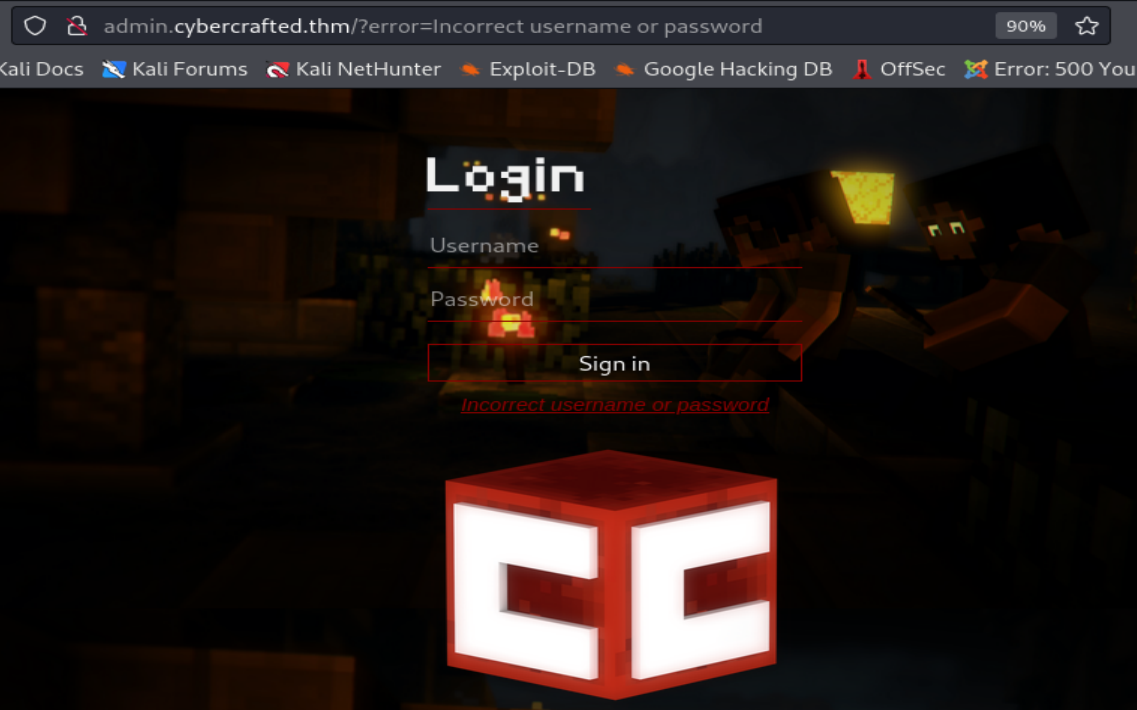 admin.cybercrafted.thm/?error=Incorrect username or password 90%
Kali Docs Kali Forums Kali NetHunter Exploit-DB Google Hacking DB OffSec Error: 500 You
Login
Username
Password
Sign in
Incorrect username or password
CC